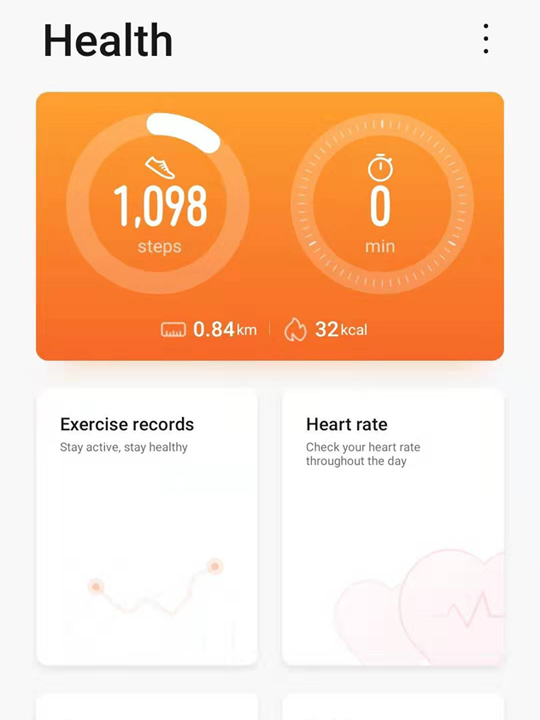 Health
1,098
steps
0
min
0.84km
32kcal
Exercise records
Stay active, stay healthy
Heart rate
Check your heart rate
throughout the day